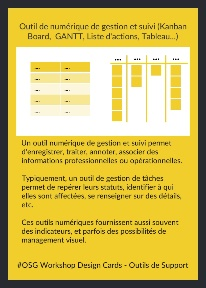 Outil de numérique de gestion et suivi (Kanban
Board, GANTT, Liste d'actions, Tableau...)
... ...
... ...
... ...
... ...
... ...
... ... ... ...
Un outil numérique de gestion et suivi permet
d'enregistrer, traiter, annoter, associer des
informations professionnelles ou opérationnelles.
Typiquement, un outil de gestion de tâches
permet de repérer leurs statuts, identifier à qui
elles sont affectées, se renseigner sur des détails,
etc.
Ces outils numériques fournissent aussi souvent
des indicateurs, et parfois des possibilités de
management visuel.
#OSG Workshop Design Cards - Outils de Support